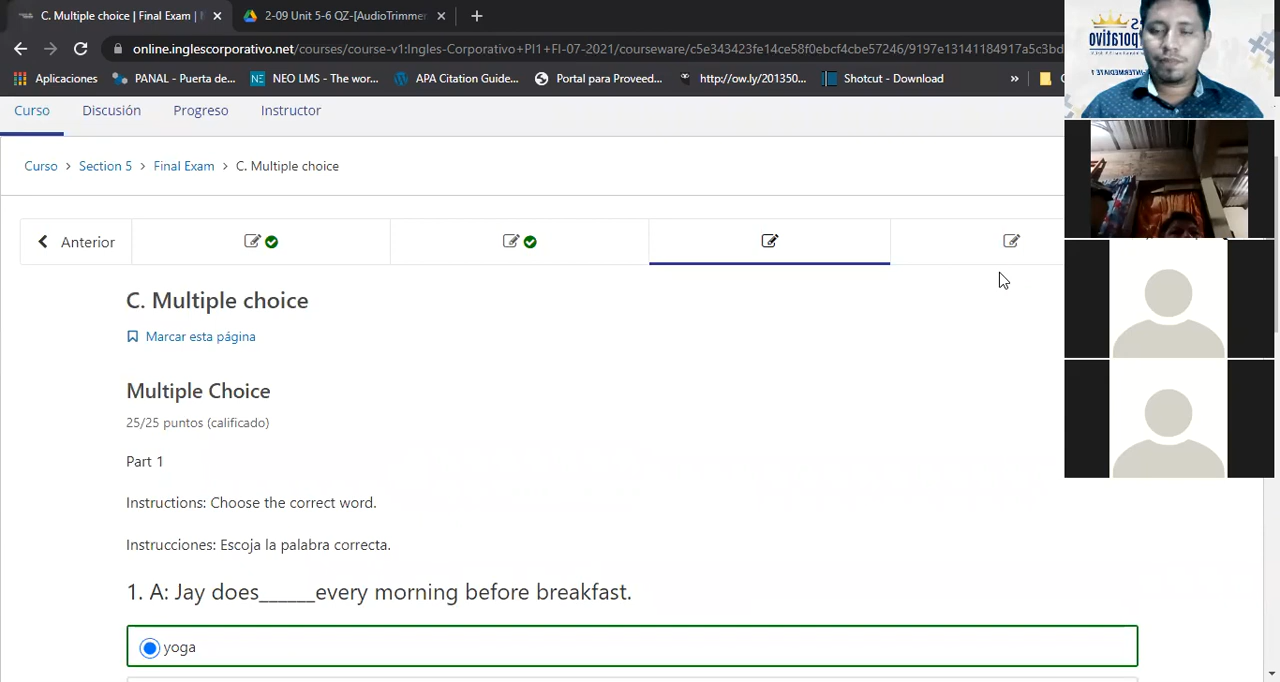 C. Multiple choice | Final Exam |
2-09 Unit 5-6 QZ-[AudioTrimmer
online.inglescorporativo.net/courses/course-v1:Ingles-Corporativo+PI1+FI-07-2021/courseware/c5e343423fe14ce58f0ebcf4cbe57246/9197e13141184917a5c3bd
Aplicaciones
PANAL - Puerta de...
NEO LMS - The wor...
APA Citation Guide...
Portal para Proveed...
http://ow.ly/201350...
Shotcut - Download
»
Curso
Discusión
Progreso
Instructor
Curso > Section 5 > Final Exam > C. Multiple choice
Anterior
C. Multiple choice
Marcar esta página
Multiple Choice
25/25 puntos (calificado)
Part 1
Instructions: Choose the correct word.
Instrucciones: Escoja la palabra correcta.
1. A: Jay does______every morning before breakfast.
yoga